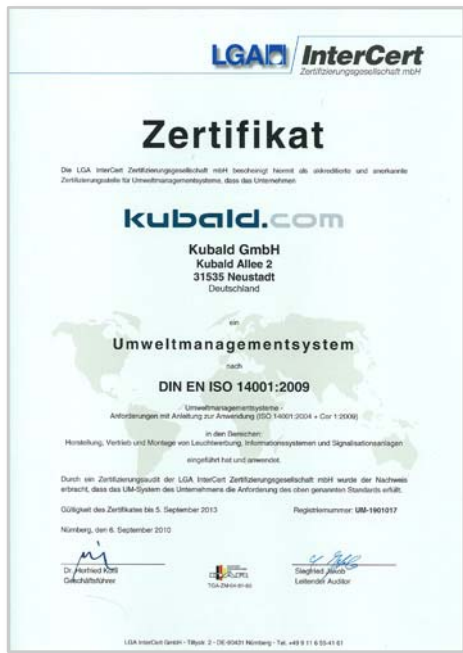 LGA InterCert
Zertifizierungsgesellschaft mbH
Zertifikat
Die LGA InterCert Zertifizierungsgesellschaft mbH bescheinigt hiermit als akkreditierte und anerkannte
Zertifizierungsstelle für Umweltmanagementsysteme, dass das Unternehmen
kubald.com
Kubald GmbH
Kubald Allee 2
31535 Neustadt
Deutschland
ein
Umweltmanagementsystem
nach
DIN EN ISO 14001:2009
Umweltmanagementsysteme -
Anforderungen mit Anleitung zur Anwendung (ISO 14001:2004 + Cor 1:2009)
in den Bereichen:
Herstellung, Vertrieb und Montage von Leuchtwerbung, Informationssystemen und Signalisationsanlagen
eingeführt hat und anwendet.
Durch ein Zertifizierungsaudit der LGA InterCert Zertifizierungsgesellschaft mbH wurde der Nachweis
erbracht, dass das UM-System des Unternehmens die Anforderung des oben genannten Standards erfüllt.
Gültigkeit des Zertifikates bis 5. September 2013 Registriernummer: UM-1901017
Nürnberg, den 6. September 2010
Dr. Horfried
Geschäftsführer
Siegfried Jakob
Leitender Auditor
LGA InterCert GmbH - Tillystr. 2 - DE-90431 Nürnberg - Tel. +49 9 11 6 55-41 61